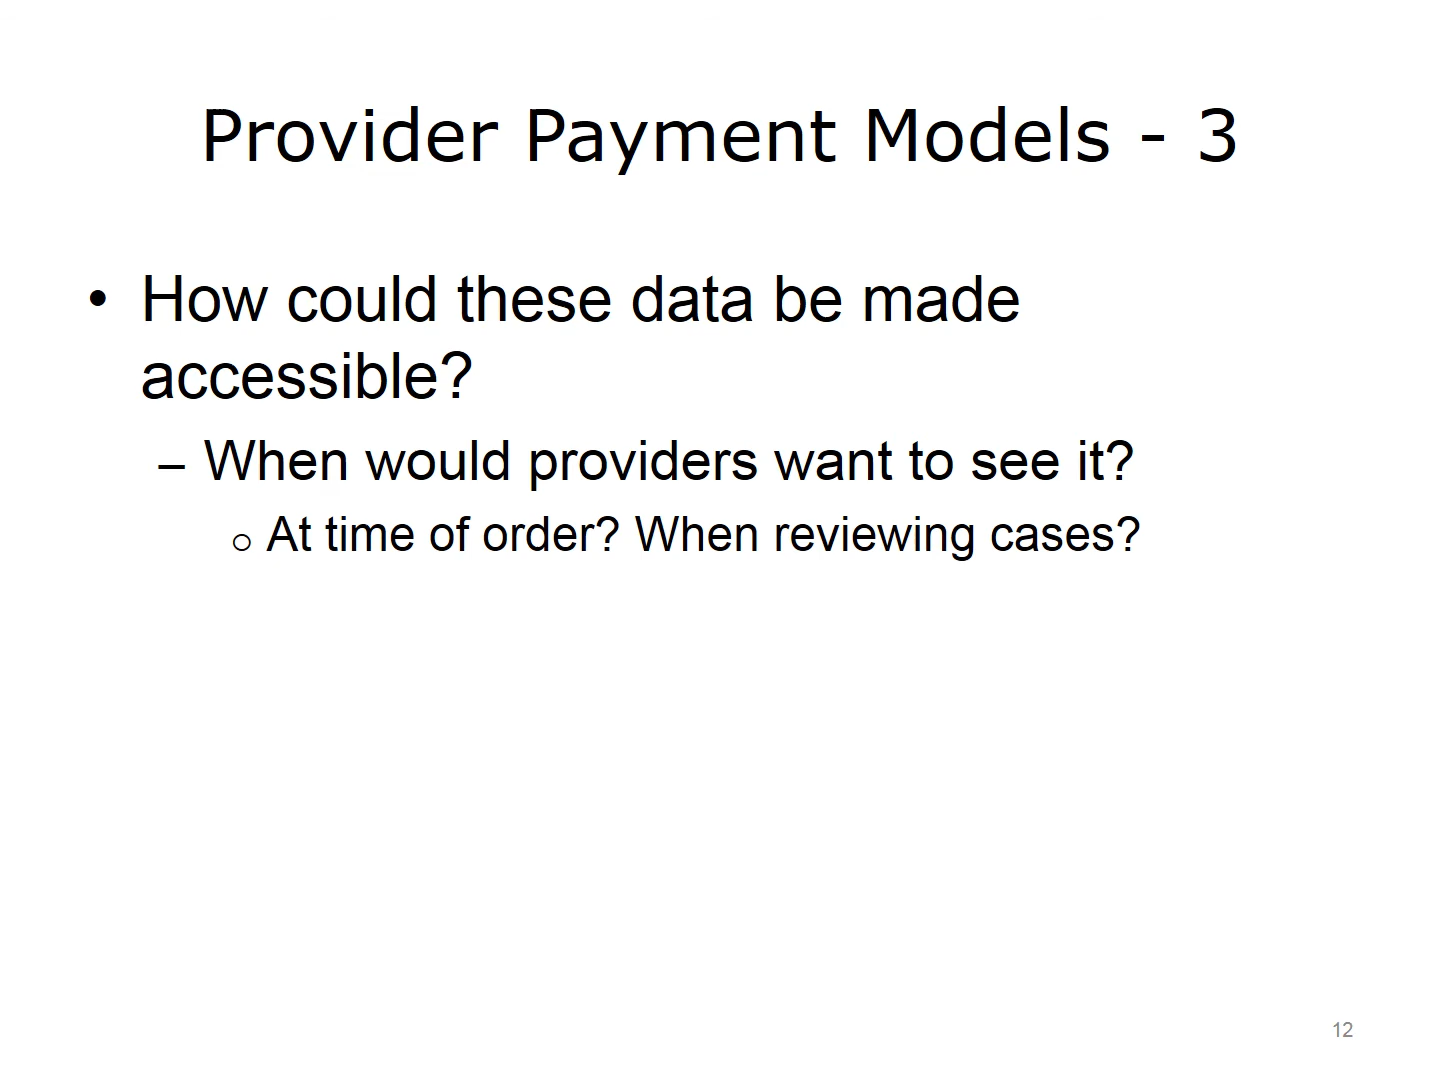 Provider Payment Models - 3
• How could these data be made
accessible?
– When would providers want to see it?
○ At time of order? When reviewing cases?
12